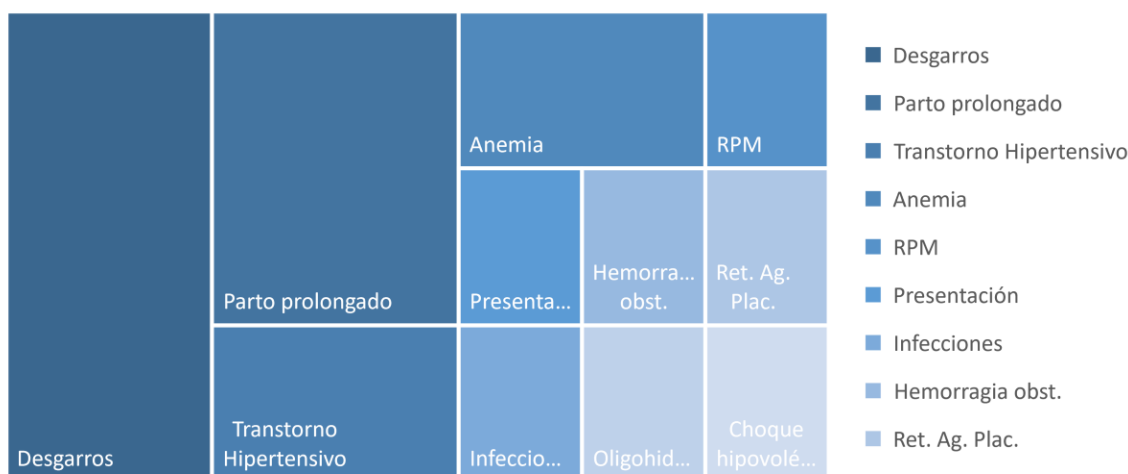 Anemia
RPM
Hemorra...
obst.
Ret. Ag.
Plac.
Parto prolongado
Presenta...
Transtorno
Hipertensivo
Choque
hipovolé...
Desgarros
Infeccio...
Oligohid...
Desgarros
Parto prolongado
Transtorno Hipertensivo
Anemia
RPM
Presentación
Infecciones
Hemorragia obst.
Ret. Ag. Plac.